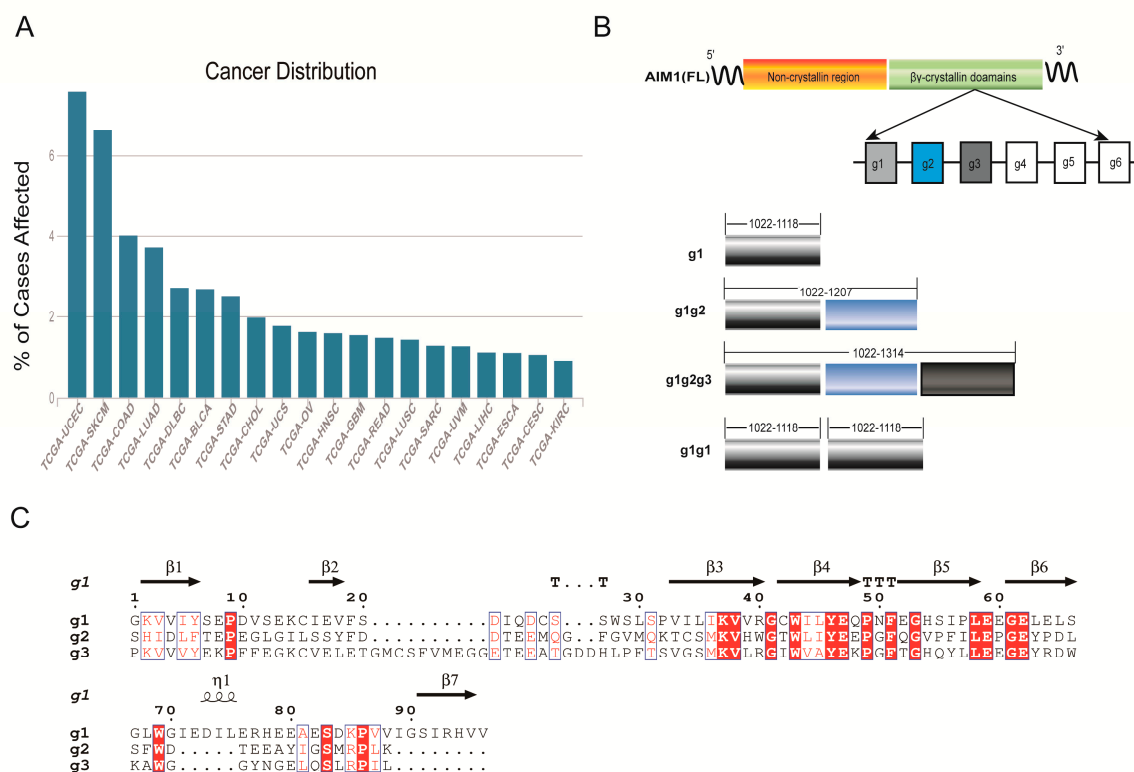 A
Cancer Distribution
% of Cases Affected
6
4
2
0
TCGA-UCEC
TCGA-SKCM
TCGA-COAD
TCGA-LUAD
TCGA-DLBC
TCGA-BLCA
TCGA-STAD
TCGA-CHOL
TCGA-UCS
TCGA-OV
TCGA-HNSC
TCGA-GBM
TCGA-READ
TCGA-LUSC
TCGA-SARC
TCGA-UVM
TCGA-LIHC
TCGA-ESCA
TCGA-CESC
TCGA-KIRC
B
5' 3'
AIM1(FL) Non-crystallin region βγ-crystallin doamains
g1 g2 g3 g4 g5 g6
1022-1118
g1
1022-1207
g1g2
1022-1314
g1g2g3
1022-1118 1022-1118
g1g1
C
g1 β1 β2 T...T β3 β4 TTT β5 β6
1 10 20 30 40 50 60
g1 GKVVIYSEPDVSEKCIEVFS...........DIQDCS...SWSLSPVILIKVVRGCWILYEQPNFEGHSIPLEEGELELS
g2 SHIDLFTEPEGLGILSSYFD...........DTEEMQG..FGVMQKTCSMKVHWGTWLIYEEPGFQGVPFILEPGEYPDL
g3 PKVVVYEKPFFEGKCVELETGMCSFVMEGGETEEATGDDHLPFTSVGSMKVLRGTWVAYEKPGFTGHQYLLEEGEYRDW
g1 η1 β7
70 80 90
g1 GLWGIEDILERHEEAESDKPVVIGSIRHVV
g2 SFWD.....TEEAYIGSMRPLK........
g3 KAWG.....GYNGELQSLRPIL........